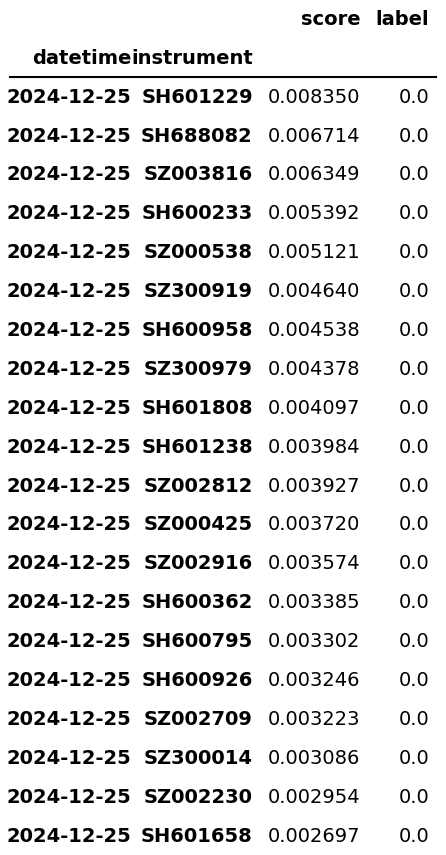 score label
datetime instrument
2024-12-25 SH601229 0.008350 0.0
2024-12-25 SH688082 0.006714 0.0
2024-12-25 SZ003816 0.006349 0.0
2024-12-25 SH600233 0.005392 0.0
2024-12-25 SZ000538 0.005121 0.0
2024-12-25 SZ300919 0.004640 0.0
2024-12-25 SH600958 0.004538 0.0
2024-12-25 SZ300979 0.004378 0.0
2024-12-25 SH601808 0.004097 0.0
2024-12-25 SH601238 0.003984 0.0
2024-12-25 SZ002812 0.003927 0.0
2024-12-25 SZ000425 0.003720 0.0
2024-12-25 SZ002916 0.003574 0.0
2024-12-25 SH600362 0.003385 0.0
2024-12-25 SH600795 0.003302 0.0
2024-12-25 SH600926 0.003246 0.0
2024-12-25 SZ002709 0.003223 0.0
2024-12-25 SZ300014 0.003086 0.0
2024-12-25 SZ002230 0.002954 0.0
2024-12-25 SH601658 0.002697 0.0